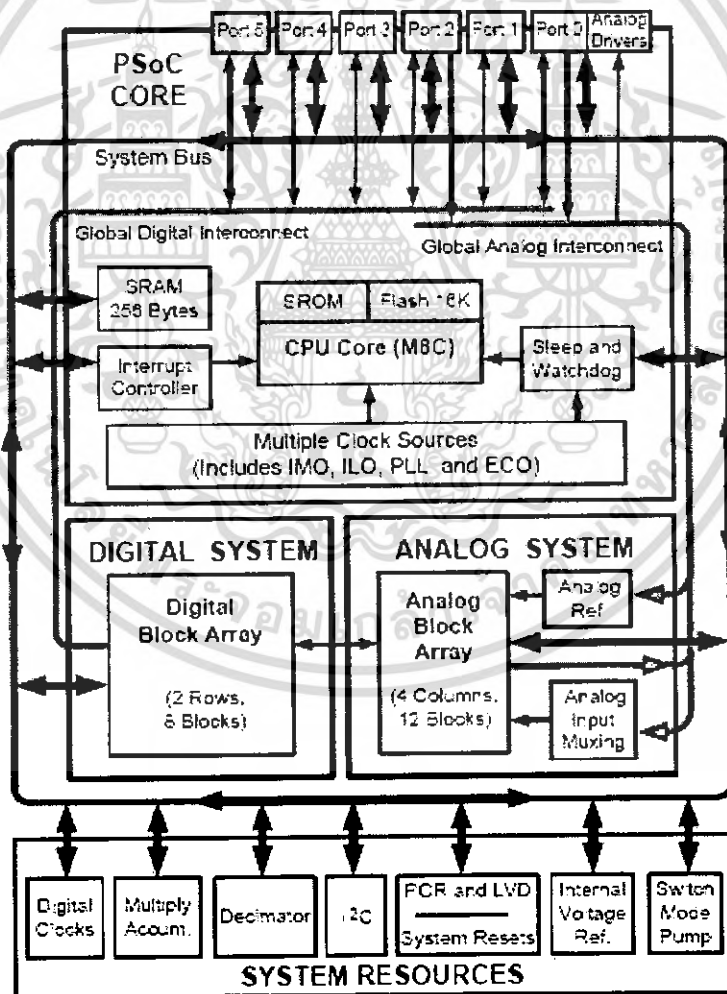 Port 5
Port 4
Port 3
Port 2
Port 1
Port 0
Analog
Drivers
PSoC
CORE
System Bus
Global Digital Interconnect
Global Analog Interconnect
SRAM
256 Bytes
SROM
Flash 16K
CPU Core (M8C)
Interrupt
Controller
Sleep and
Watchdog
Multiple Clock Sources
(Includes IMO, ILO, PLL, and ECO)
DIGITAL SYSTEM
ANALOG SYSTEM
Digital
Block Array
(2 Rows,
8 Blocks)
Analog
Block
Array
(4 Columns,
12 Blocks)
Analog
Ref
Analog
Input
Muxing
Digital
Clocks
Multiply
Accum.
Decimator
I2C
POR and LVD
System Resets
Internal
Voltage
Ref.
Switch
Mode
Pump
SYSTEM RESOURCES